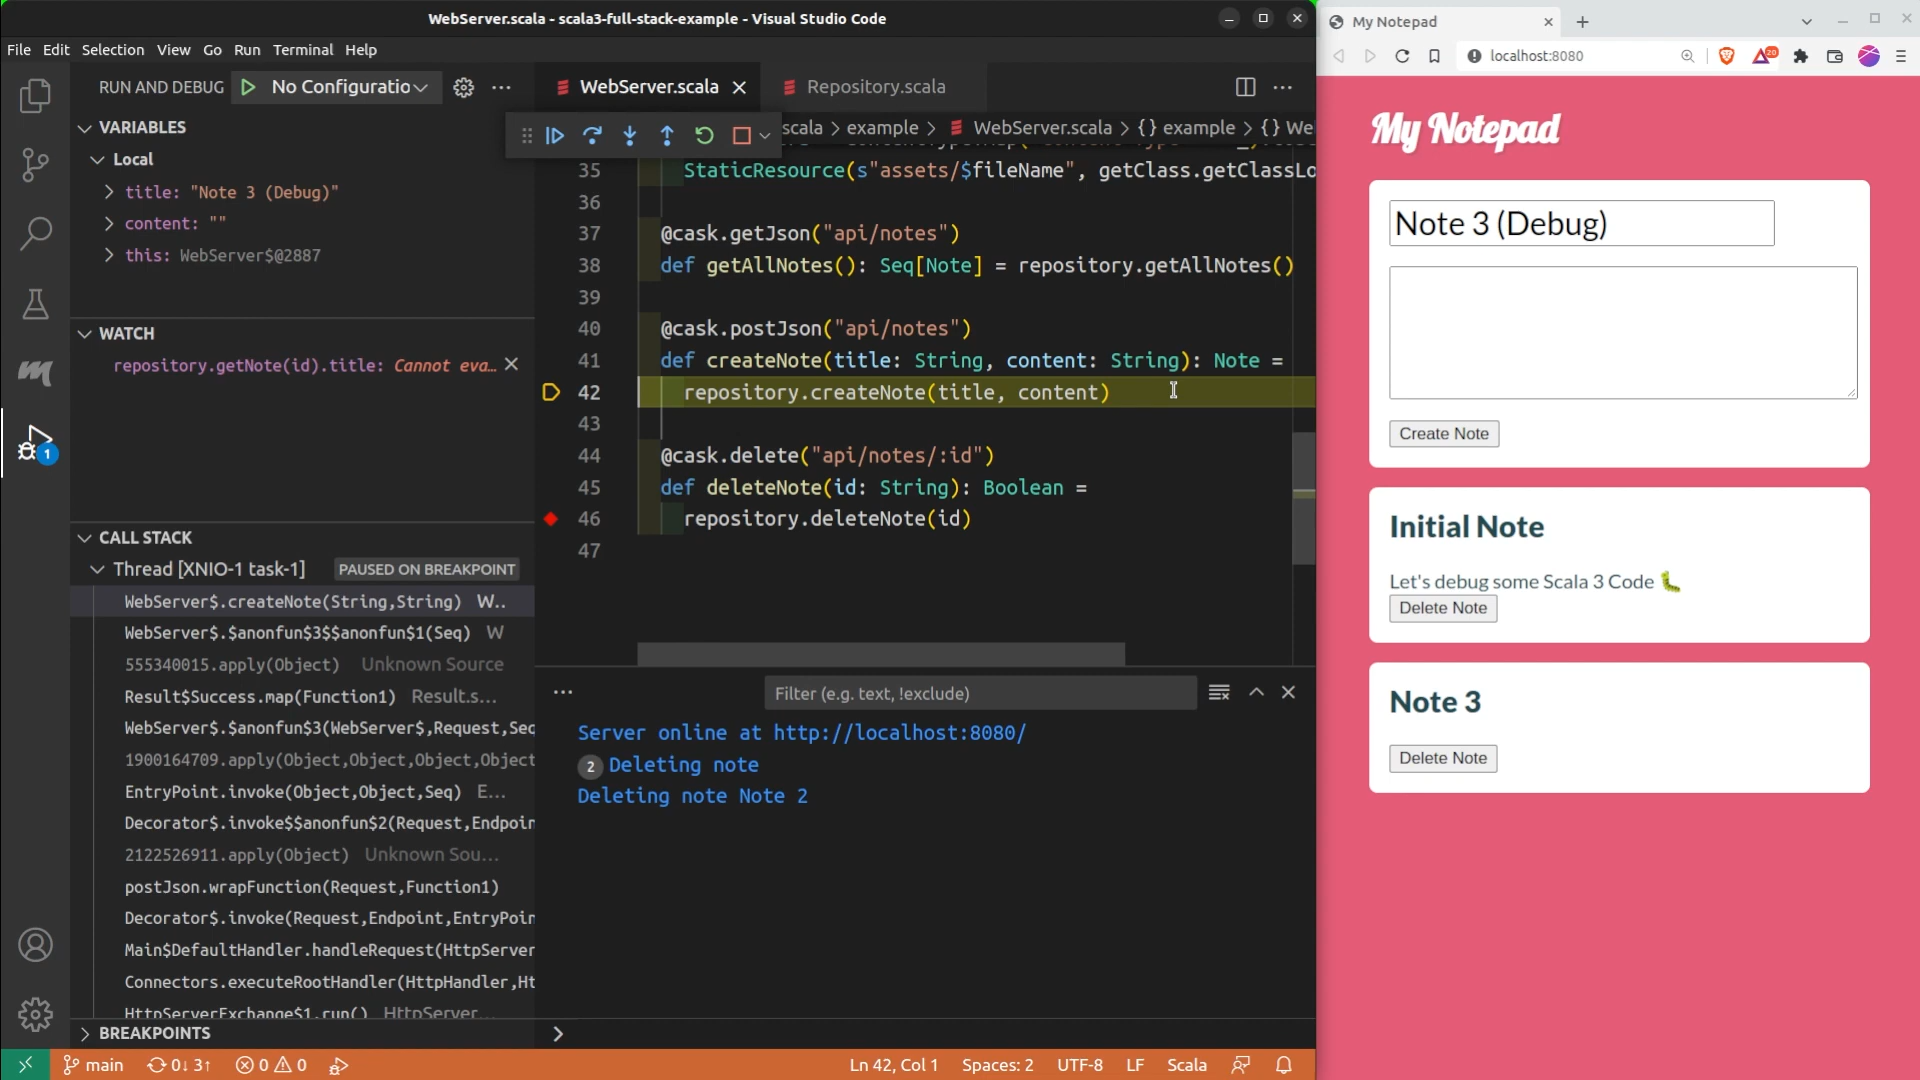 WebServer.scala - scala3-full-stack-example - Visual Studio Code
File Edit Selection View Go Run Terminal Help
RUN AND DEBUG No Configuratio
WebServer.scala Repository.scala
scala > example > WebServer.scala > {} example > {} We
VARIABLES
Local
title: "Note 3 (Debug)"
content: ""
this: WebServer$@2887
WATCH
repository.getNote(id).title: Cannot eva...
1
CALL STACK
Thread [XNIO-1 task-1] PAUSED ON BREAKPOINT
WebServer$.createNote(String,String) W..
WebServer$.$anonfun$3$$anonfun$1(Seq) W
555340015.apply(Object) Unknown Source
Result$Success.map(Function1) Result.s...
WebServer$.$anonfun$3(WebServer$,Request,Seq
1900164709.apply(Object,Object,Object,Object
EntryPoint.invoke(Object,Object,Seq) E...
Decorator$.invoke$$anonfun$2(Request,Endpoin
2122526911.apply(Object) Unknown Sou...
postJson.wrapFunction(Request,Function1)
Decorator$.invoke(Request,Endpoint,EntryPoin
Main$DefaultHandler.handleRequest(HttpServer
Connectors.executeRootHandler(HttpHandler,Ht
HttpServerExchange$1.run() HttpServer...
BREAKPOINTS
35 StaticResource(s"assets/$fileName", getClass.getClassLo
36
37 @cask.getJson("api/notes")
38 def getAllNotes(): Seq[Note] = repository.getAllNotes()
39
40 @cask.postJson("api/notes")
41 def createNote(title: String, content: String): Note =
42 repository.createNote(title, content)
43
44 @cask.delete("api/notes/:id")
45 def deleteNote(id: String): Boolean =
46 repository.deleteNote(id)
47
Filter (e.g. text, !exclude)
Server online at http://localhost:8080/
2 Deleting note
Deleting note Note 2
main 0↓ 3↑ 0 0 Ln 42, Col 1 Spaces: 2 UTF-8 LF Scala
My Notepad
localhost:8080 20
My Notepad
Note 3 (Debug)
Create Note
Initial Note
Let's debug some Scala 3 Code 🐛
Delete Note
Note 3
Delete Note